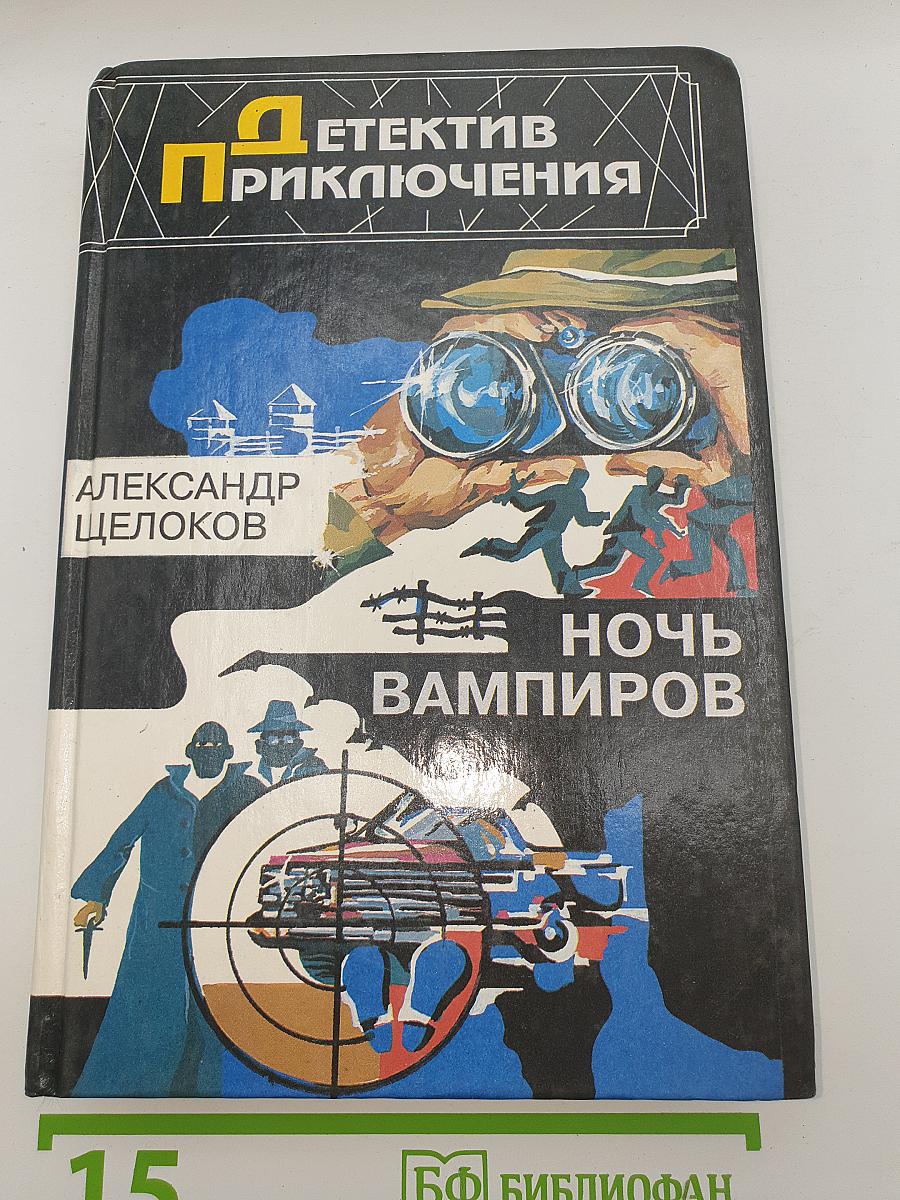 ДЕТЕКТИВ
ПРИКЛЮЧЕНИЯ
АЛЕКСАНДР
ЩЕЛОКОВ
НОЧЬ
ВАМПИРОВ
15
БФ БИБЛИОФАН